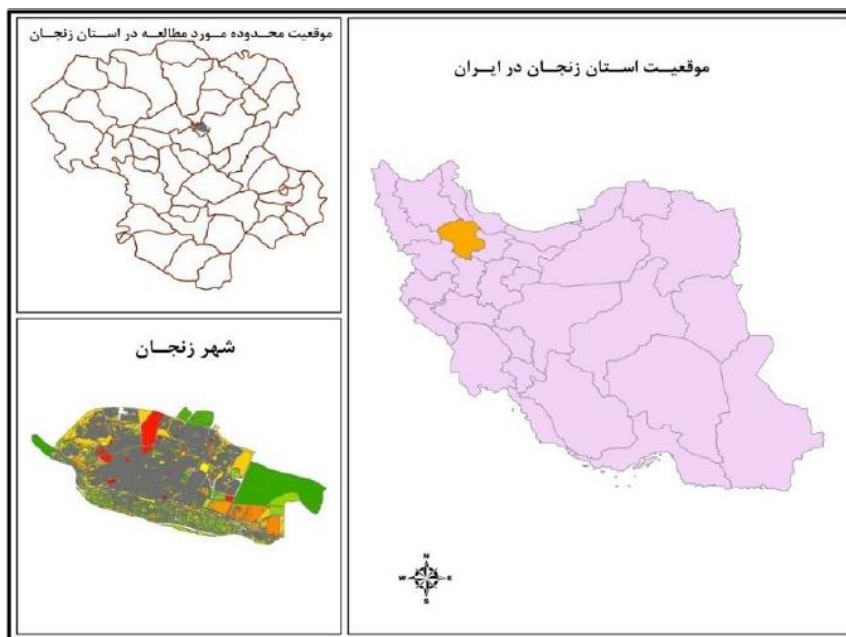 موقعیت محدوده مورد مطالعه در استان زنجان
موقعیت استان زنجان در ایران
شهر زنجان
N
W E
S